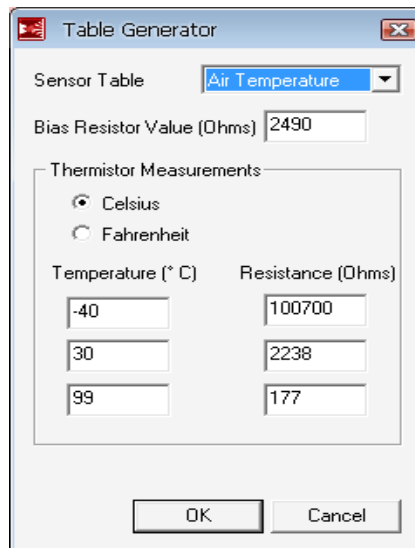 Table Generator
Sensor Table Air Temperature
Bias Resistor Value (Ohms) 2490
Thermistor Measurements
Celsius
Fahrenheit
Temperature (° C) Resistance (Ohms)
-40 100700
30 2238
99 177
OK Cancel